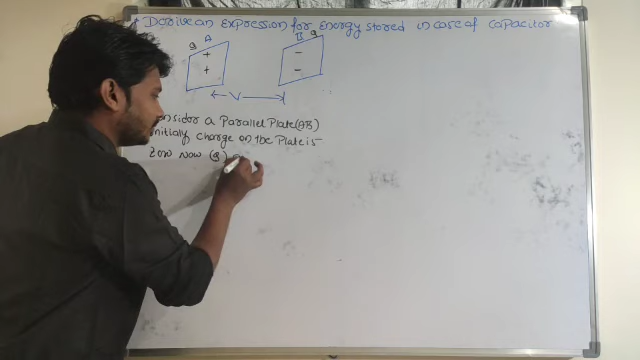 Derive an expression for Energy stored in case of capacitor
A
B
q
q
+
+
-
-
V
onsider a Parallel Plate (AB)
initially charge on the Plate is
Zero Now (q)